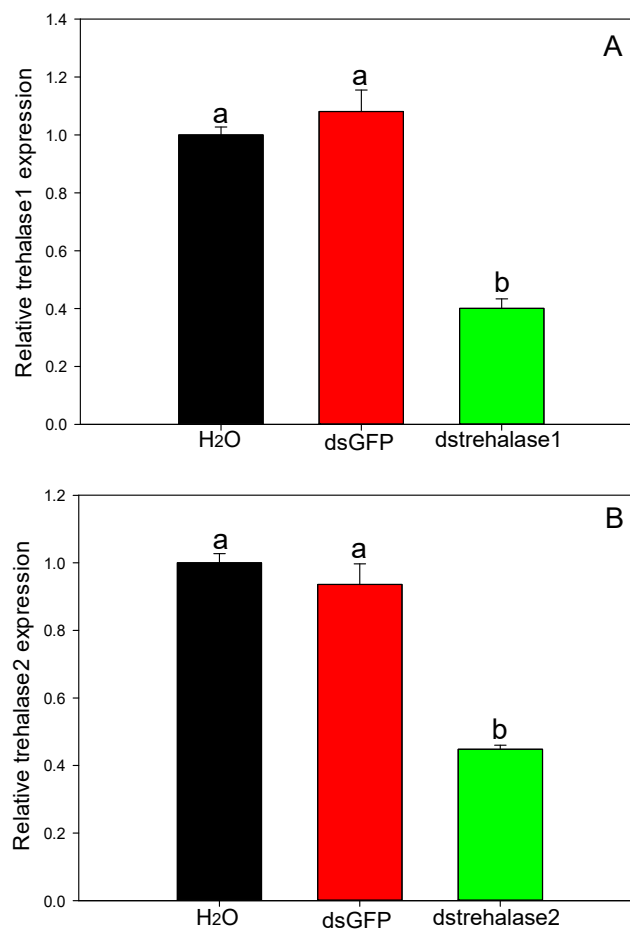 A
Relative trehalase1 expression
1.4
1.2
1.0
0.8
0.6
0.4
0.2
0.0
a
a
b
H2O
dsGFP
dstrehalase1
B
Relative trehalase2 expression
1.2
1.0
0.8
0.6
0.4
0.2
0.0
a
a
b
H2O
dsGFP
dstrehalase2